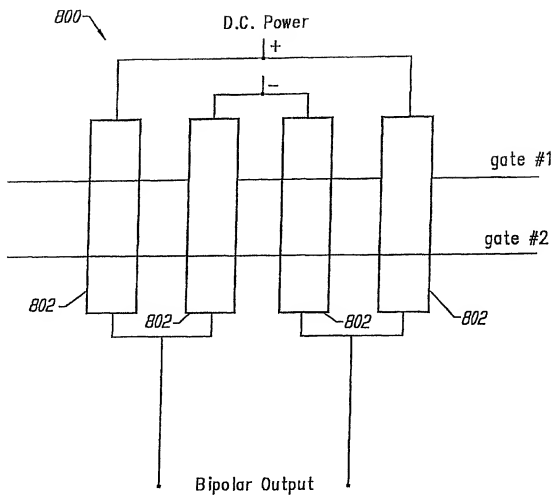 800
D.C. Power
+
-
gate #1
gate #2
802
802
802
802
Bipolar Output